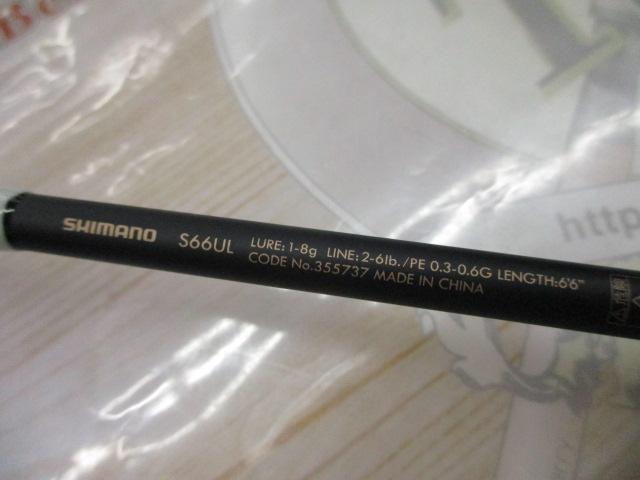 SHIMANO S66UL LURE: 1-8g LINE: 2-6lb./PE 0.3-0.6G LENGTH:6'6"
CODE No.355737 MADE IN CHINA
http